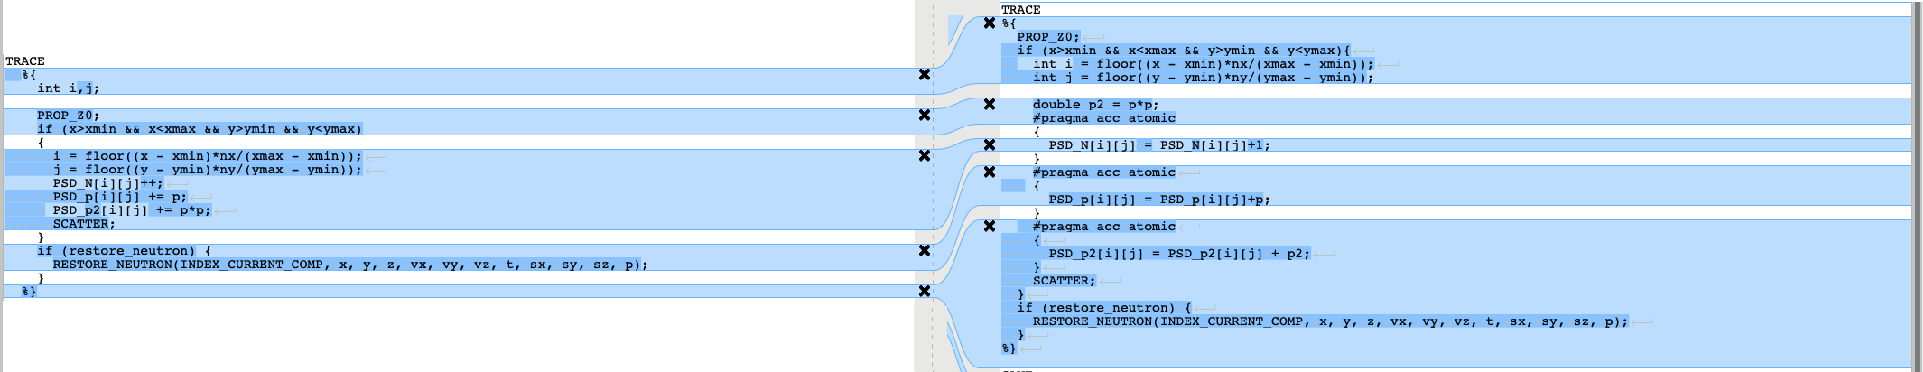 TRACE
%{
int i,j;
PROP_Z0;
if (x>xmin && x<xmax && y>ymin && y<ymax)
{
i = floor((x - xmin)*nx/(xmax - xmin));
j = floor((y - ymin)*ny/(ymax - ymin));
PSD_N[i][j]++;
PSD_p[i][j] += p;
PSD_p2[i][j] += p*p;
SCATTER;
}
if (restore_neutron) {
RESTORE_NEUTRON(INDEX_CURRENT_COMP, x, y, z, vx, vy, vz, t, sx, sy, sz, p);
}
%}
TRACE
%{
PROP_Z0;
if (x>xmin && x<xmax && y>ymin && y<ymax){
int i = floor((x - xmin)*nx/(xmax - xmin));
int j = floor((y - ymin)*ny/(ymax - ymin));
double p2 = p*p;
#pragma acc atomic
{
PSD_N[i][j] = PSD_N[i][j]+1;
}
#pragma acc atomic
{
PSD_p[i][j] = PSD_p[i][j]+p;
}
#pragma acc atomic
{
PSD_p2[i][j] = PSD_p2[i][j] + p2;
}
SCATTER;
}
if (restore_neutron) {
RESTORE_NEUTRON(INDEX_CURRENT_COMP, x, y, z, vx, vy, vz, t, sx, sy, sz, p);
}
%}